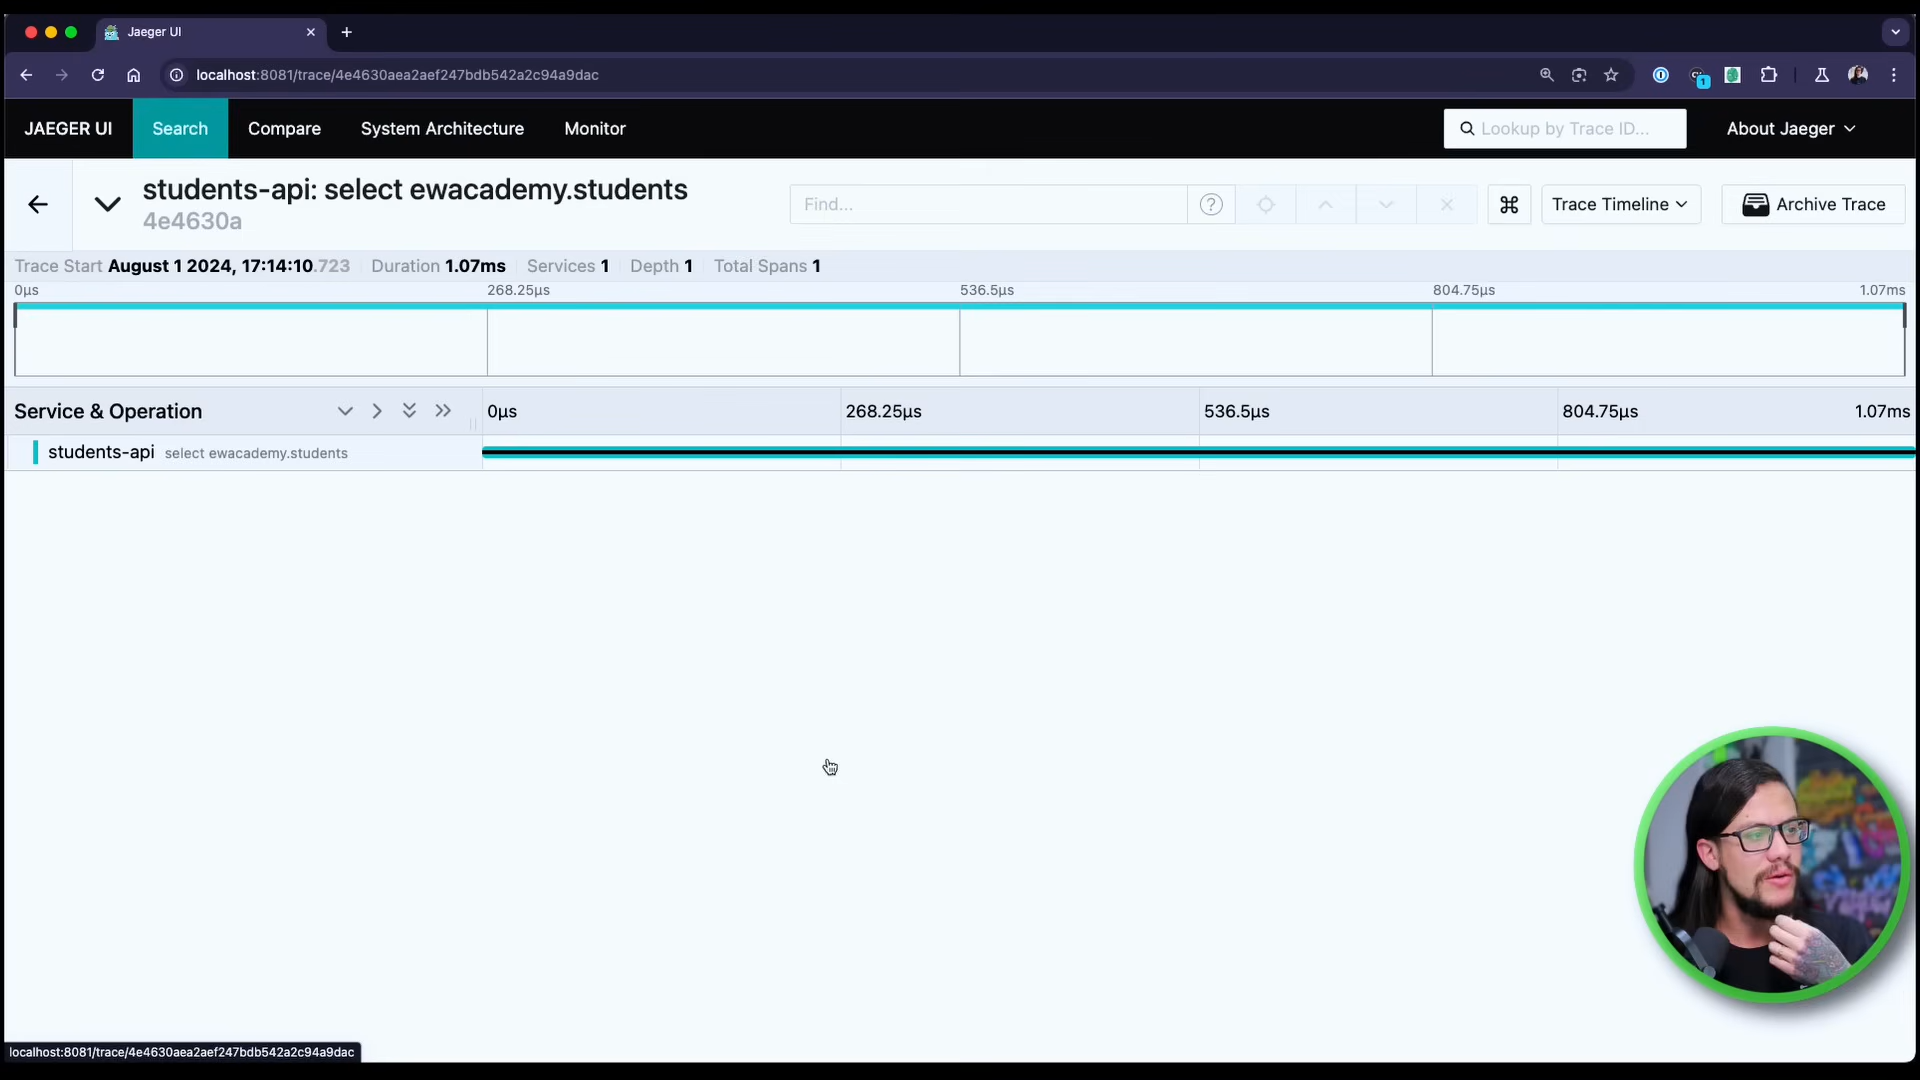 Jaeger UI
localhost:8081/trace/4e4630aea2aef247bdb542a2c94a9dac
1
JAEGER UI Search Compare System Architecture Monitor Lookup by Trace ID... About Jaeger
students-api: select ewacademy.students
4e4630a
Find... Trace Timeline Archive Trace
Trace Start August 1 2024, 17:14:10.723 Duration 1.07ms Services 1 Depth 1 Total Spans 1
0μs 268.25μs 536.5μs 804.75μs 1.07ms
Service & Operation 0μs 268.25μs 536.5μs 804.75μs 1.07ms
students-api select ewacademy.students
localhost:8081/trace/4e4630aea2aef247bdb542a2c94a9dac